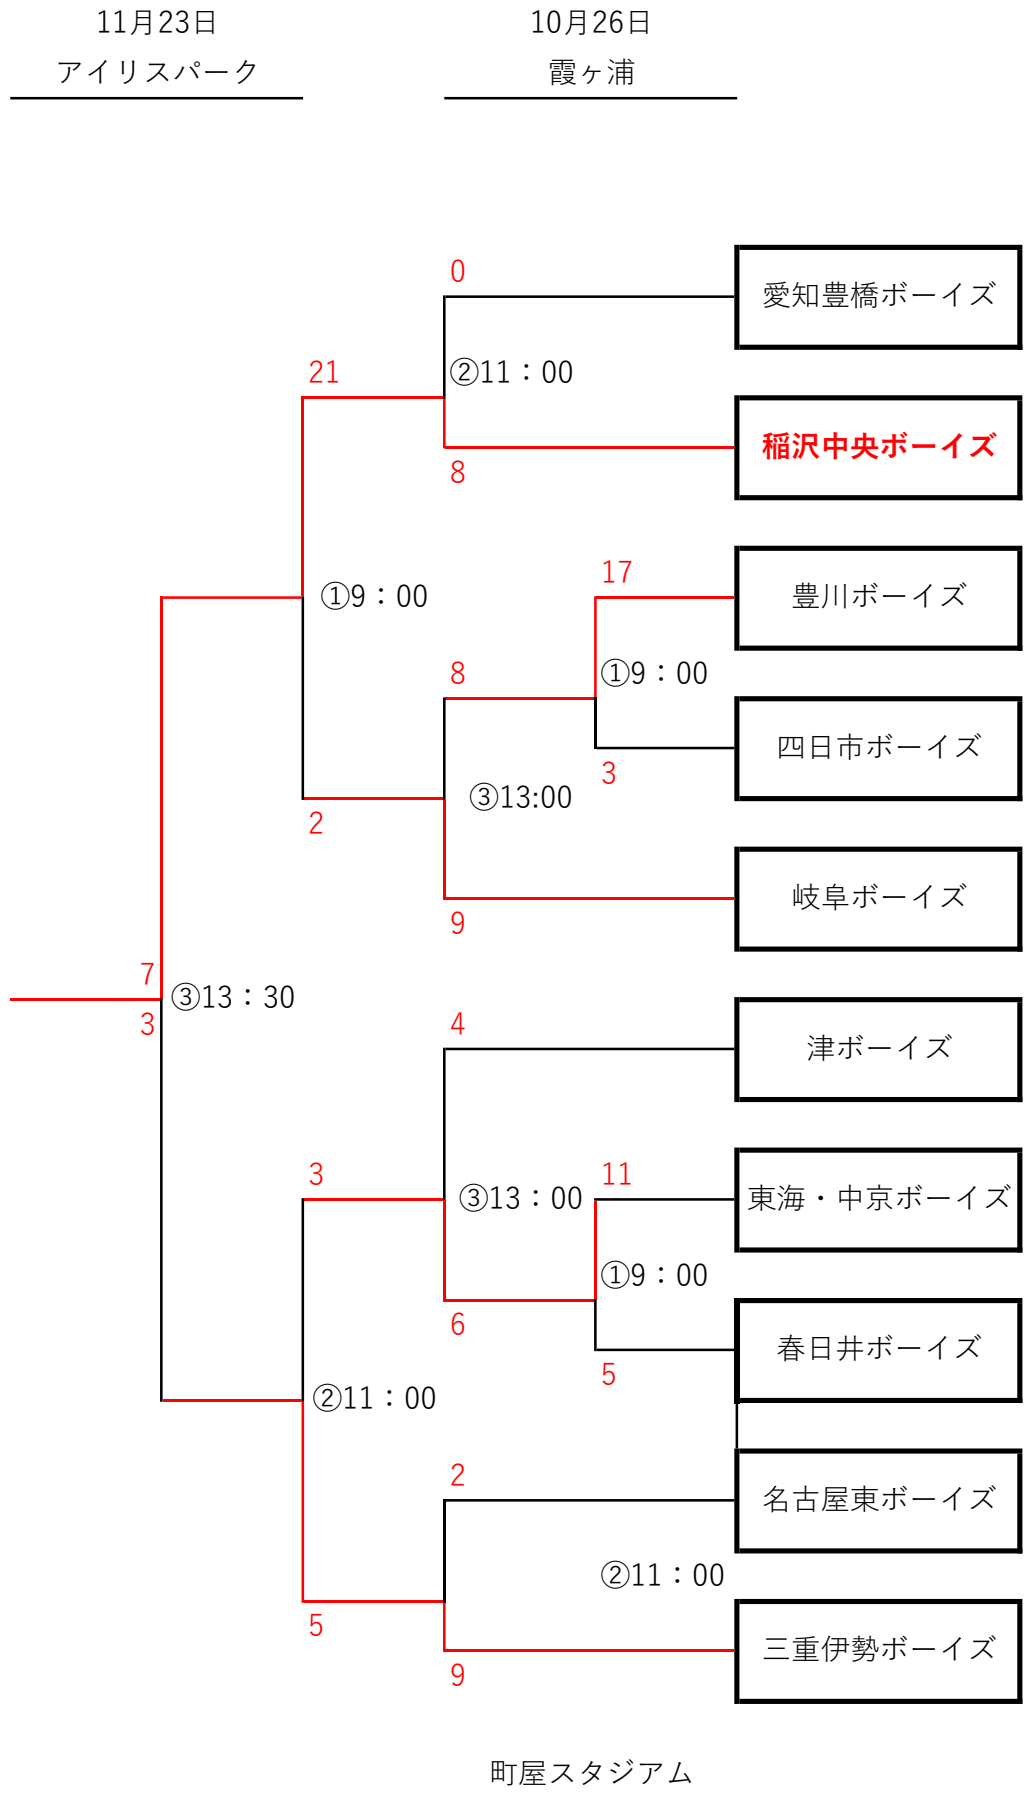 11月23日
10月26日
アイリスパーク
霞ヶ浦
0
愛知豊橋ボーイズ
21
②11：00
稲沢中央ボーイズ
8
17
豊川ボーイズ
①9：00
8
①9：00
四日市ボーイズ
3
③13:00
2
岐阜ボーイズ
9
7
③13：30
3
4
津ボーイズ
3
11
③13：00
東海・中京ボーイズ
①9：00
6
春日井ボーイズ
5
②11：00
2
名古屋東ボーイズ
②11：00
5
三重伊勢ボーイズ
9
町屋スタジアム